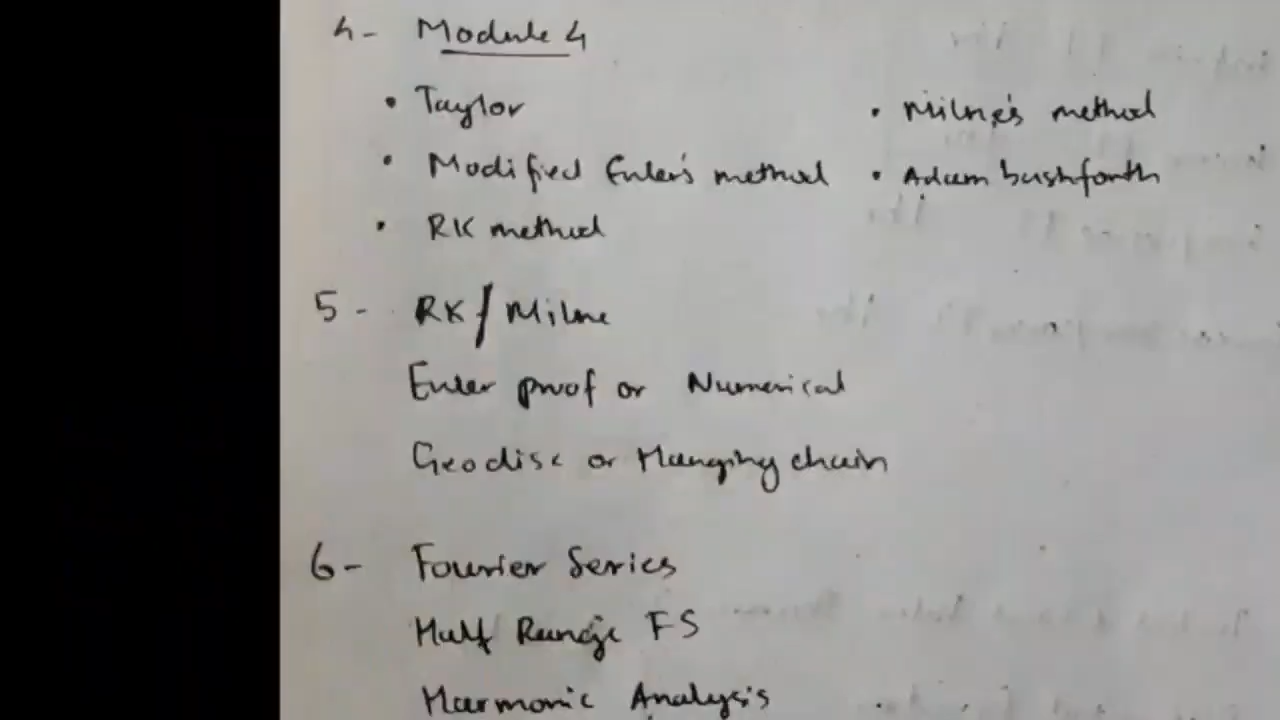 4- Module 4
• Taylor
• Milne's method
• Modified Euler's method
• Adam bashforth
• RK method
5- RK/Milne
Euler proof or Numerical
Geodisc or Hanging chain
6- Fourier Series
Half Range FS
Harmonic Analysis